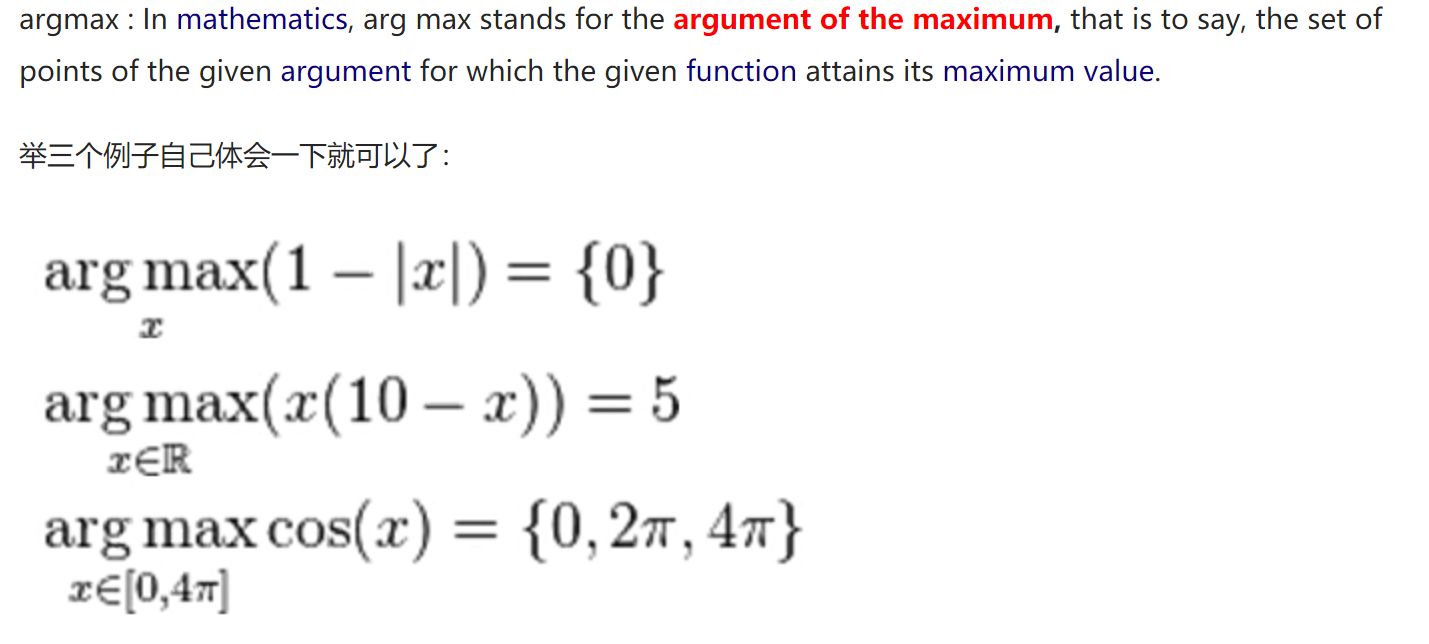 argmax : In mathematics, arg max stands for the argument of the maximum, that is to say, the set of
points of the given argument for which the given function attains its maximum value.
举三个例子自己体会一下就可以了：
arg max(1 − |x|) = {0}
x
arg max(x(10 − x)) = 5
x∈ℝ
arg max cos(x) = {0, 2π, 4π}
x∈[0,4π]